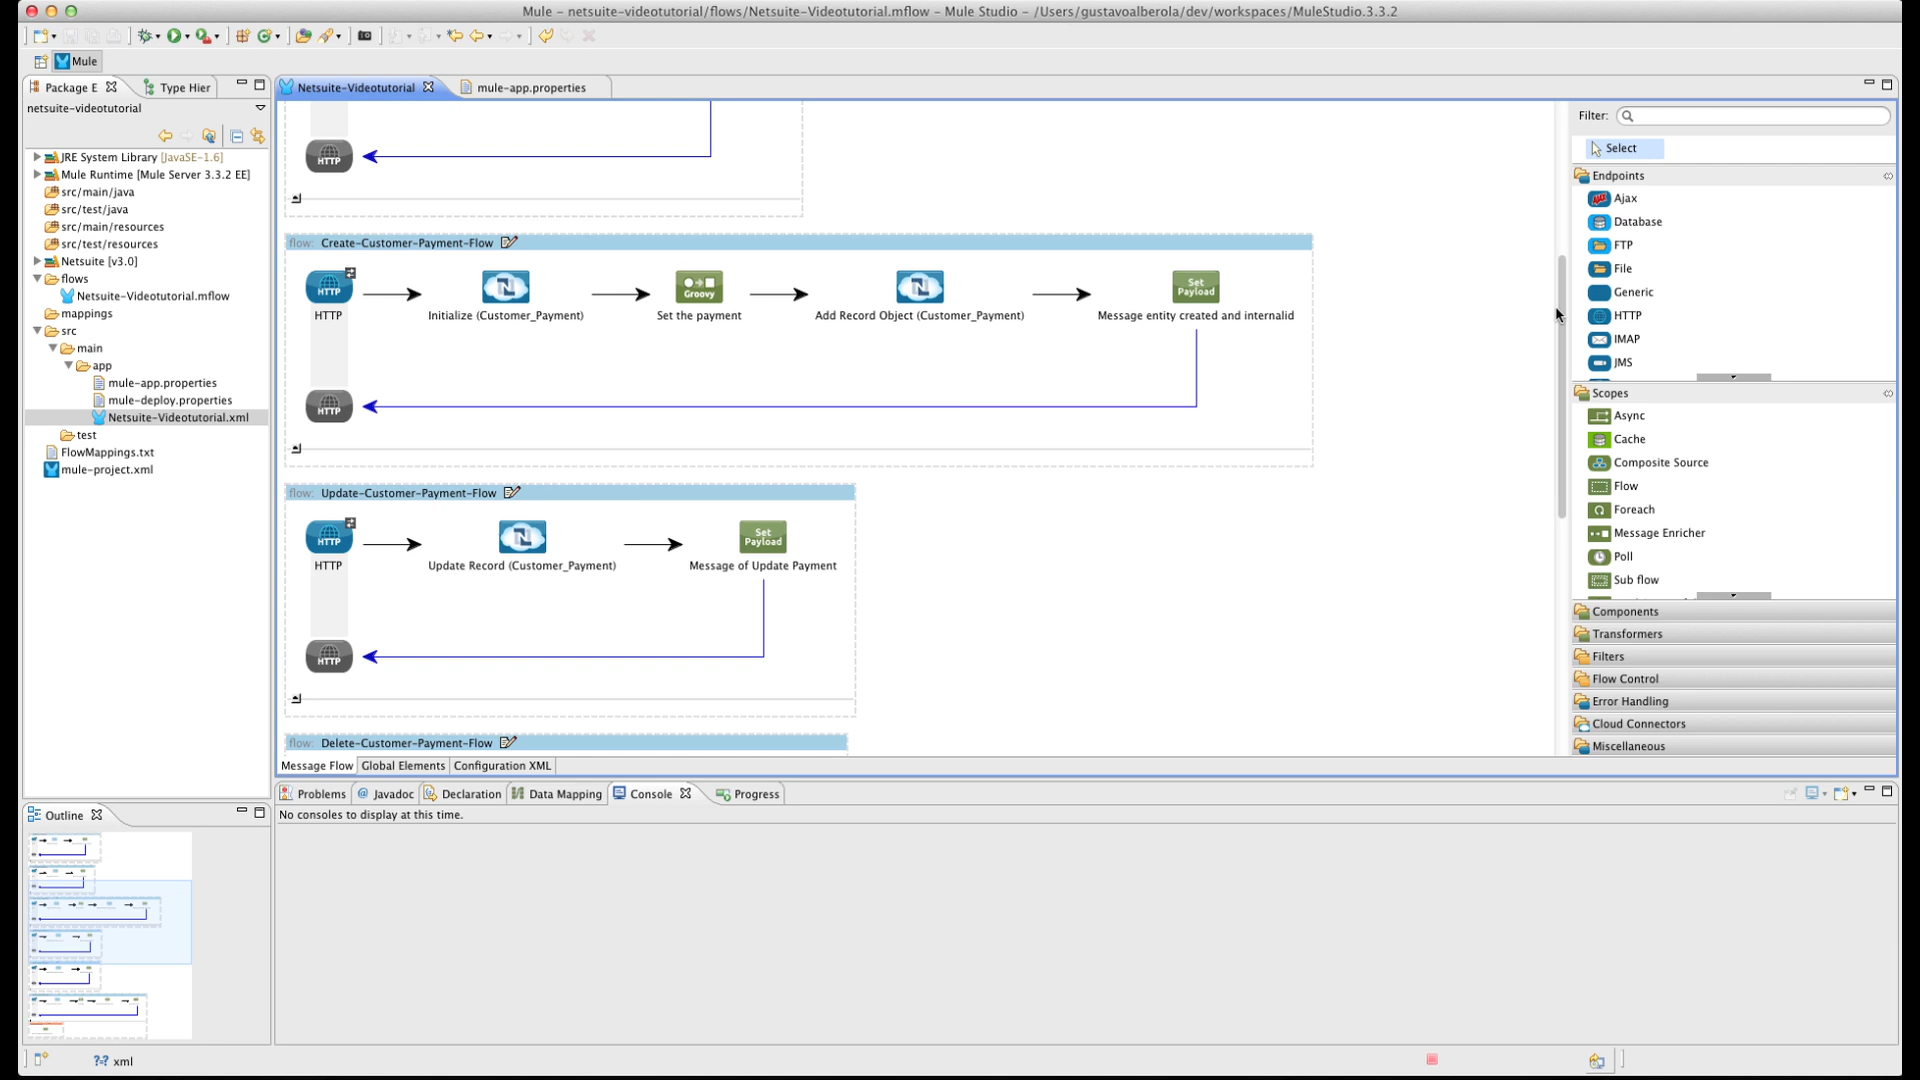 Mule – netsuite-videotutorial/flows/Netsuite-Videotutorial.mflow – Mule Studio – /Users/gustavoalberola/dev/workspaces/MuleStudio.3.3.2
Mule
Package E
Type Hier
netsuite-videotutorial
JRE System Library [JavaSE-1.6]
Mule Runtime [Mule Server 3.3.2 EE]
src/main/java
src/test/java
src/main/resources
src/test/resources
Netsuite [v3.0]
flows
Netsuite-Videotutorial.mflow
mappings
src
main
app
mule-app.properties
mule-deploy.properties
Netsuite-Videotutorial.xml
test
FlowMappings.txt
mule-project.xml
Outline
Netsuite-Videotutorial
mule-app.properties
HTTP
flow: Create-Customer-Payment-Flow
HTTP
HTTP
Initialize (Customer_Payment)
Groovy
Set the payment
Add Record Object (Customer_Payment)
Set Payload
Message entity created and internalid
HTTP
flow: Update-Customer-Payment-Flow
HTTP
HTTP
Update Record (Customer_Payment)
Set Payload
Message of Update Payment
HTTP
flow: Delete-Customer-Payment-Flow
Message Flow
Global Elements
Configuration XML
Filter:
Select
Endpoints
Ajax
Database
FTP
File
Generic
HTTP
IMAP
JMS
Scopes
Async
Cache
Composite Source
Flow
Foreach
Message Enricher
Poll
Sub flow
Components
Transformers
Filters
Flow Control
Error Handling
Cloud Connectors
Miscellaneous
Problems
@ Javadoc
Declaration
Data Mapping
Console
Progress
No consoles to display at this time.
?-? xml